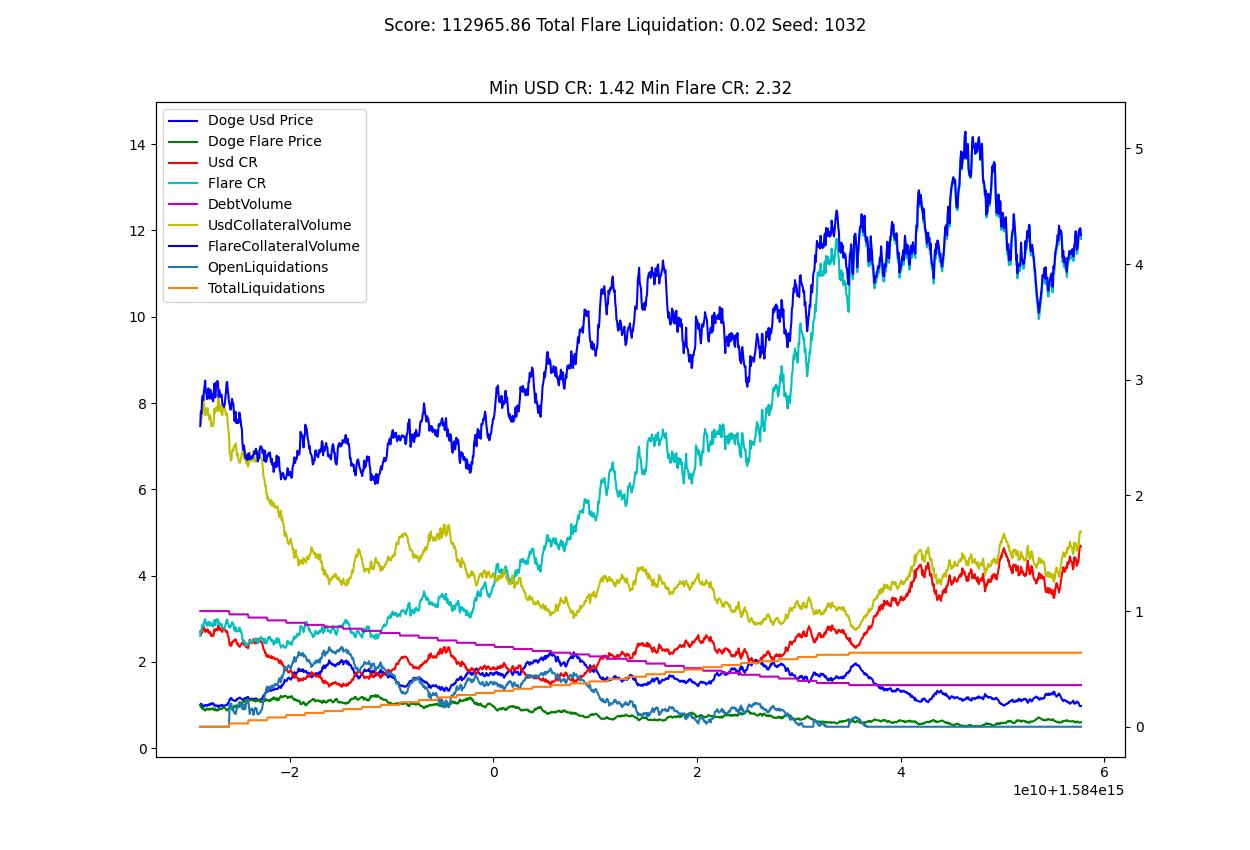 Score: 112965.86 Total Flare Liquidation: 0.02 Seed: 1032
Min USD CR: 1.42 Min Flare CR: 2.32
Doge Usd Price
Doge Flare Price
Usd CR
Flare CR
DebtVolume
UsdCollateralVolume
FlareCollateralVolume
OpenLiquidations
TotalLiquidations
14
12
10
8
6
4
2
0
5
4
3
2
1
0
−2
0
2
4
6
1e10+1.584e15